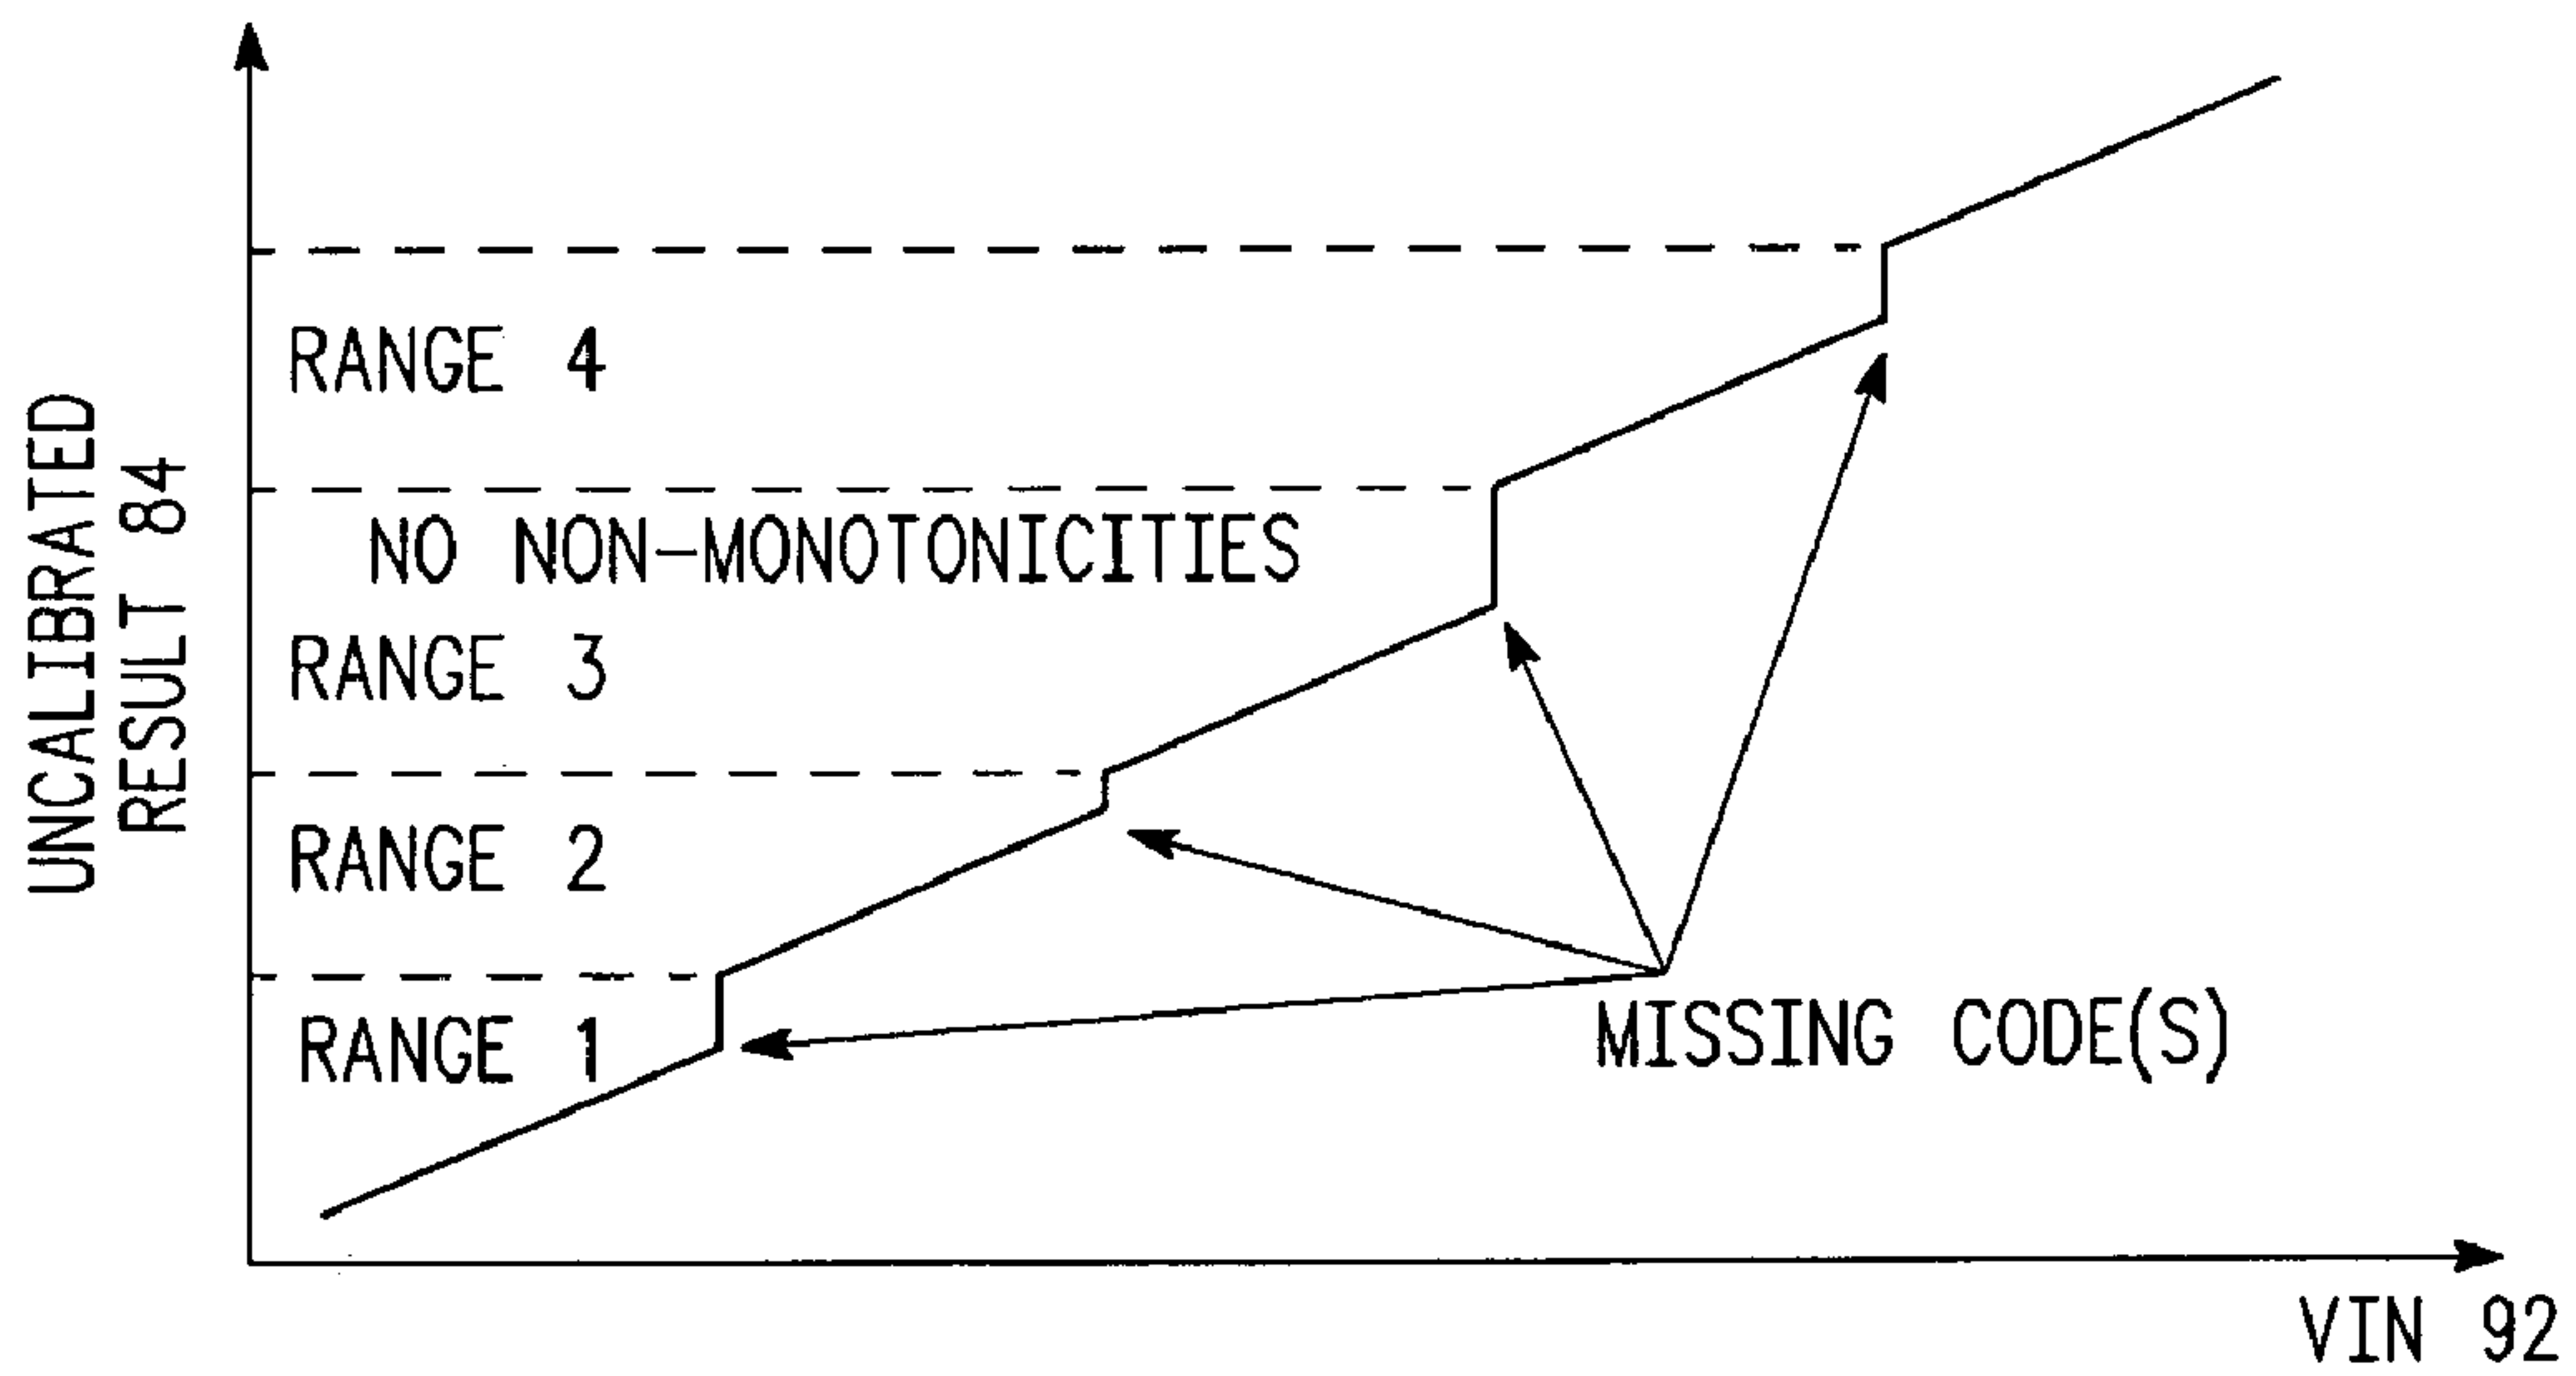 UNCALIBRATED
RESULT 84
RANGE 4
NO NON-MONOTONICITIES
RANGE 3
RANGE 2
RANGE 1
MISSING CODE(S)
VIN 92